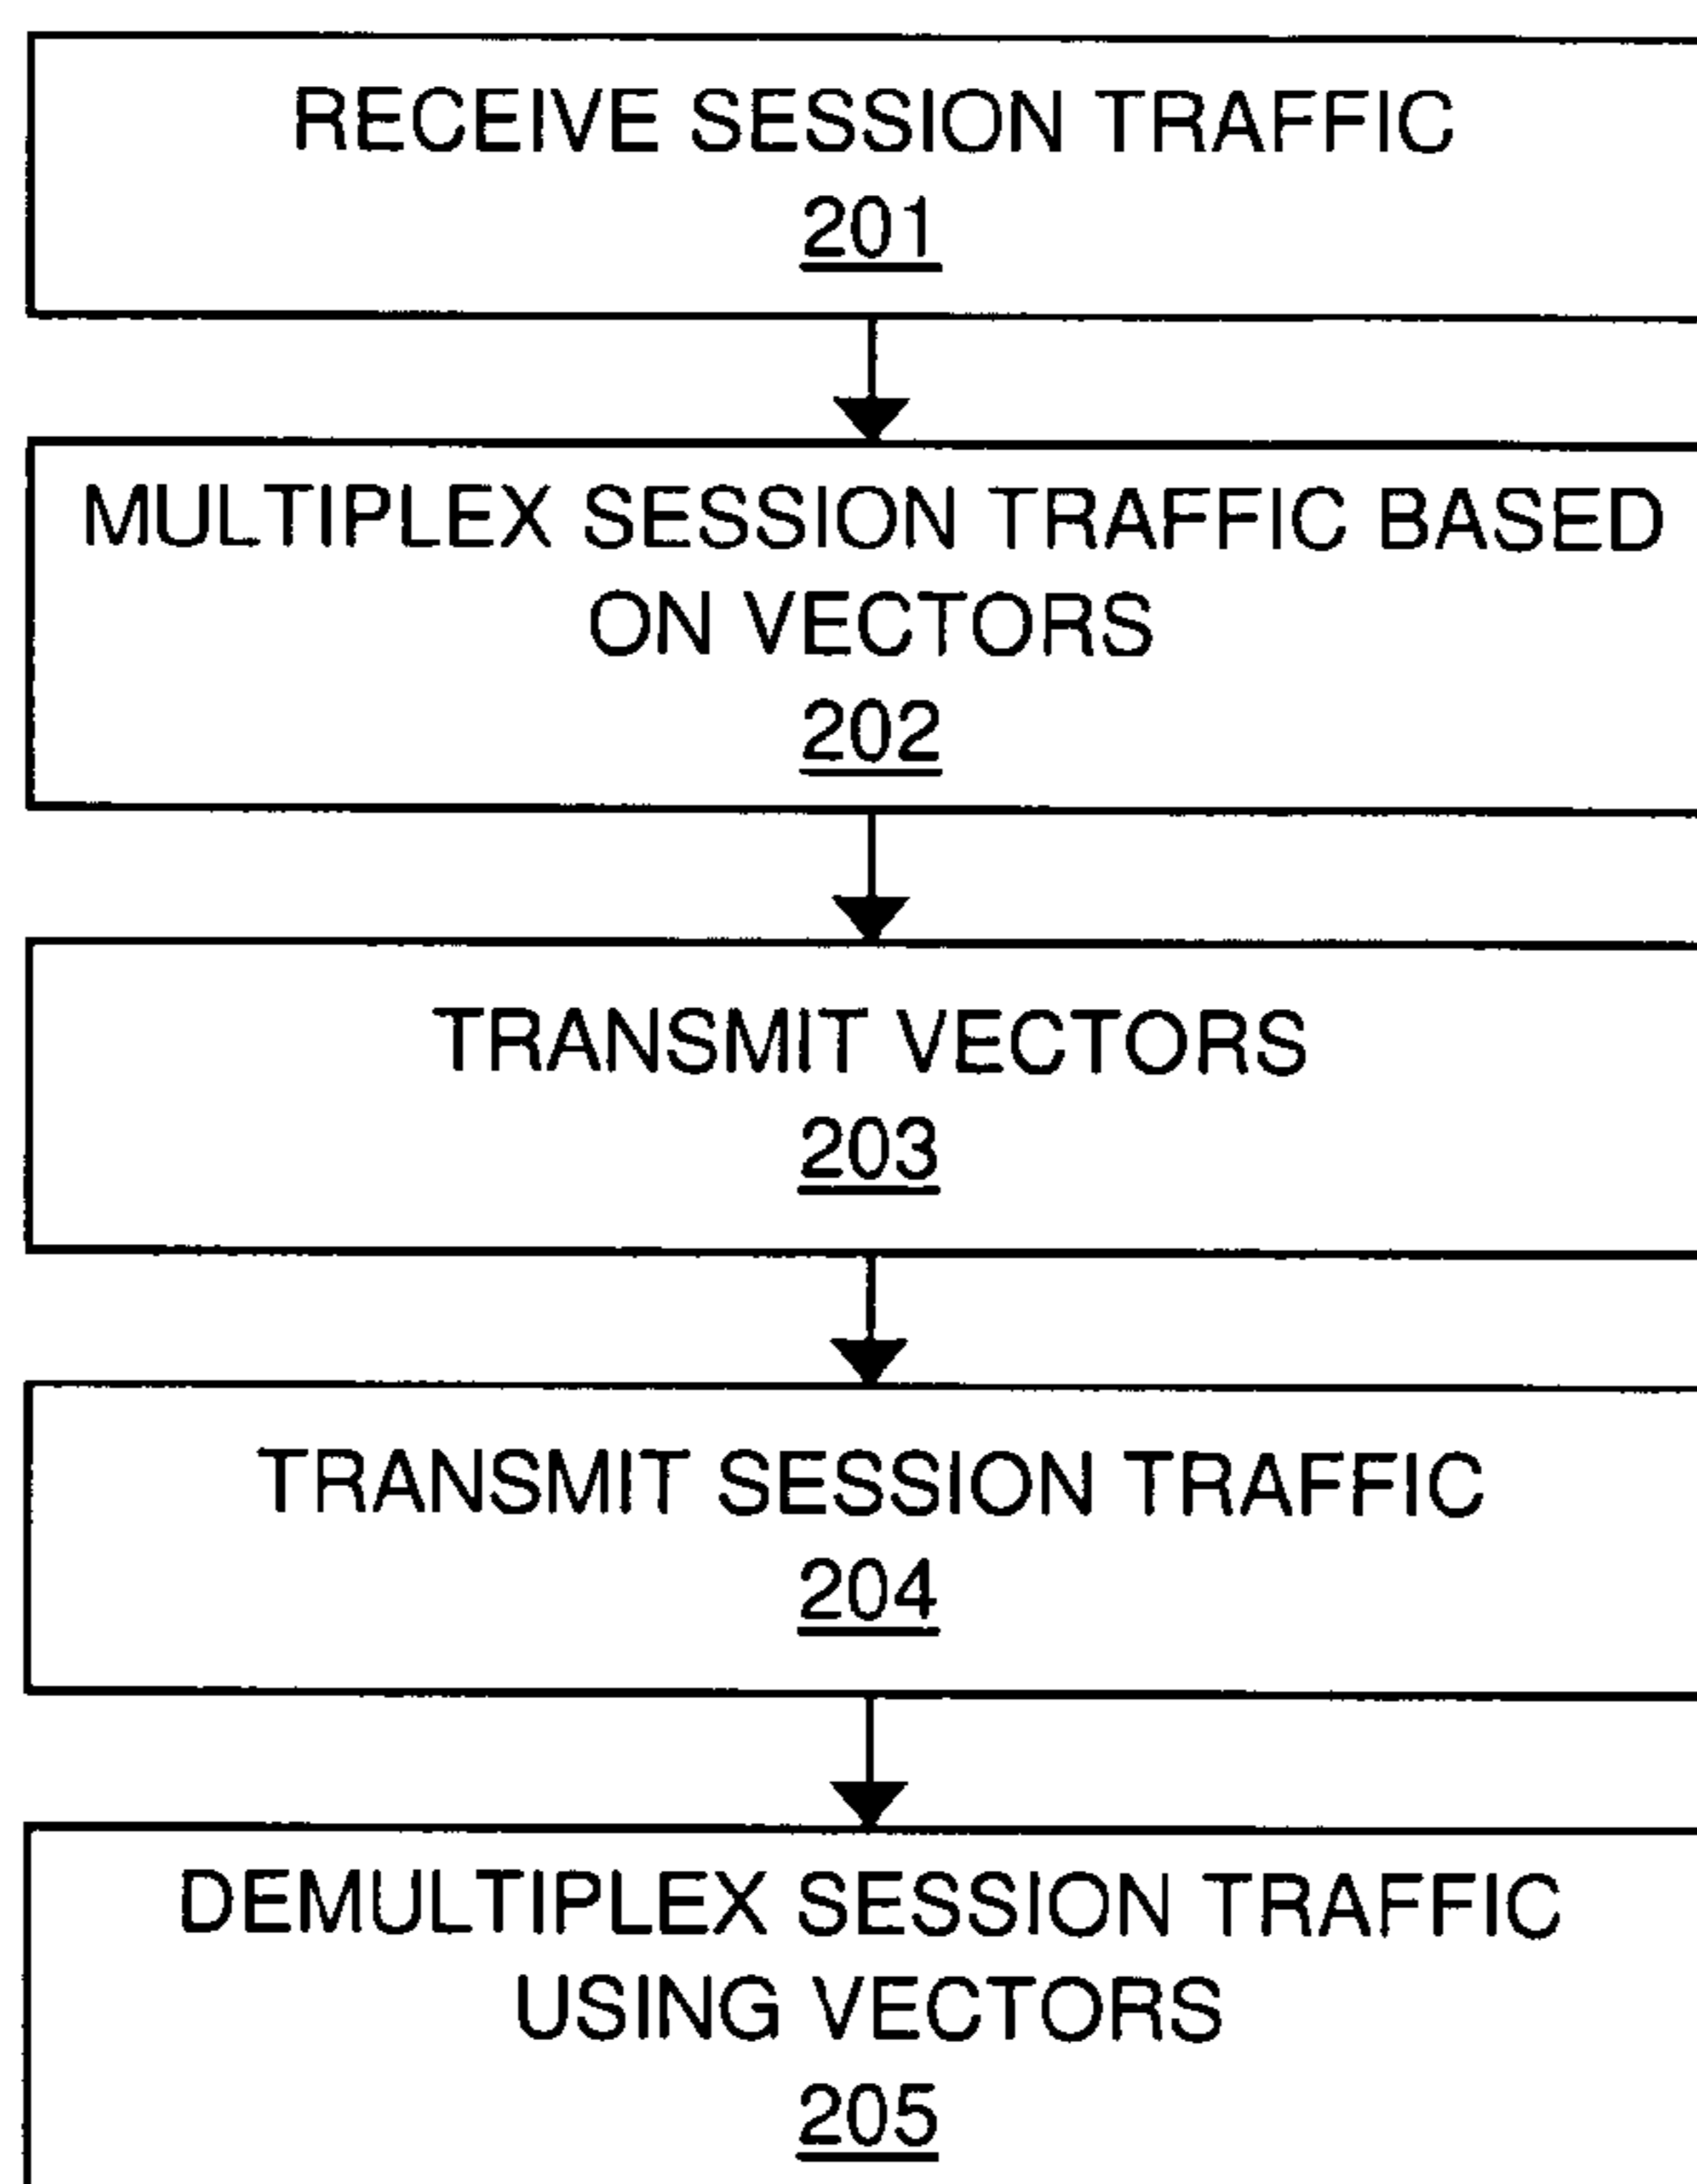 RECEIVE SESSION TRAFFIC
201
MULTIPLEX SESSION TRAFFIC BASED
ON VECTORS
202
TRANSMIT VECTORS
203
TRANSMIT SESSION TRAFFIC
204
DEMULTIPLEX SESSION TRAFFIC
USING VECTORS
205